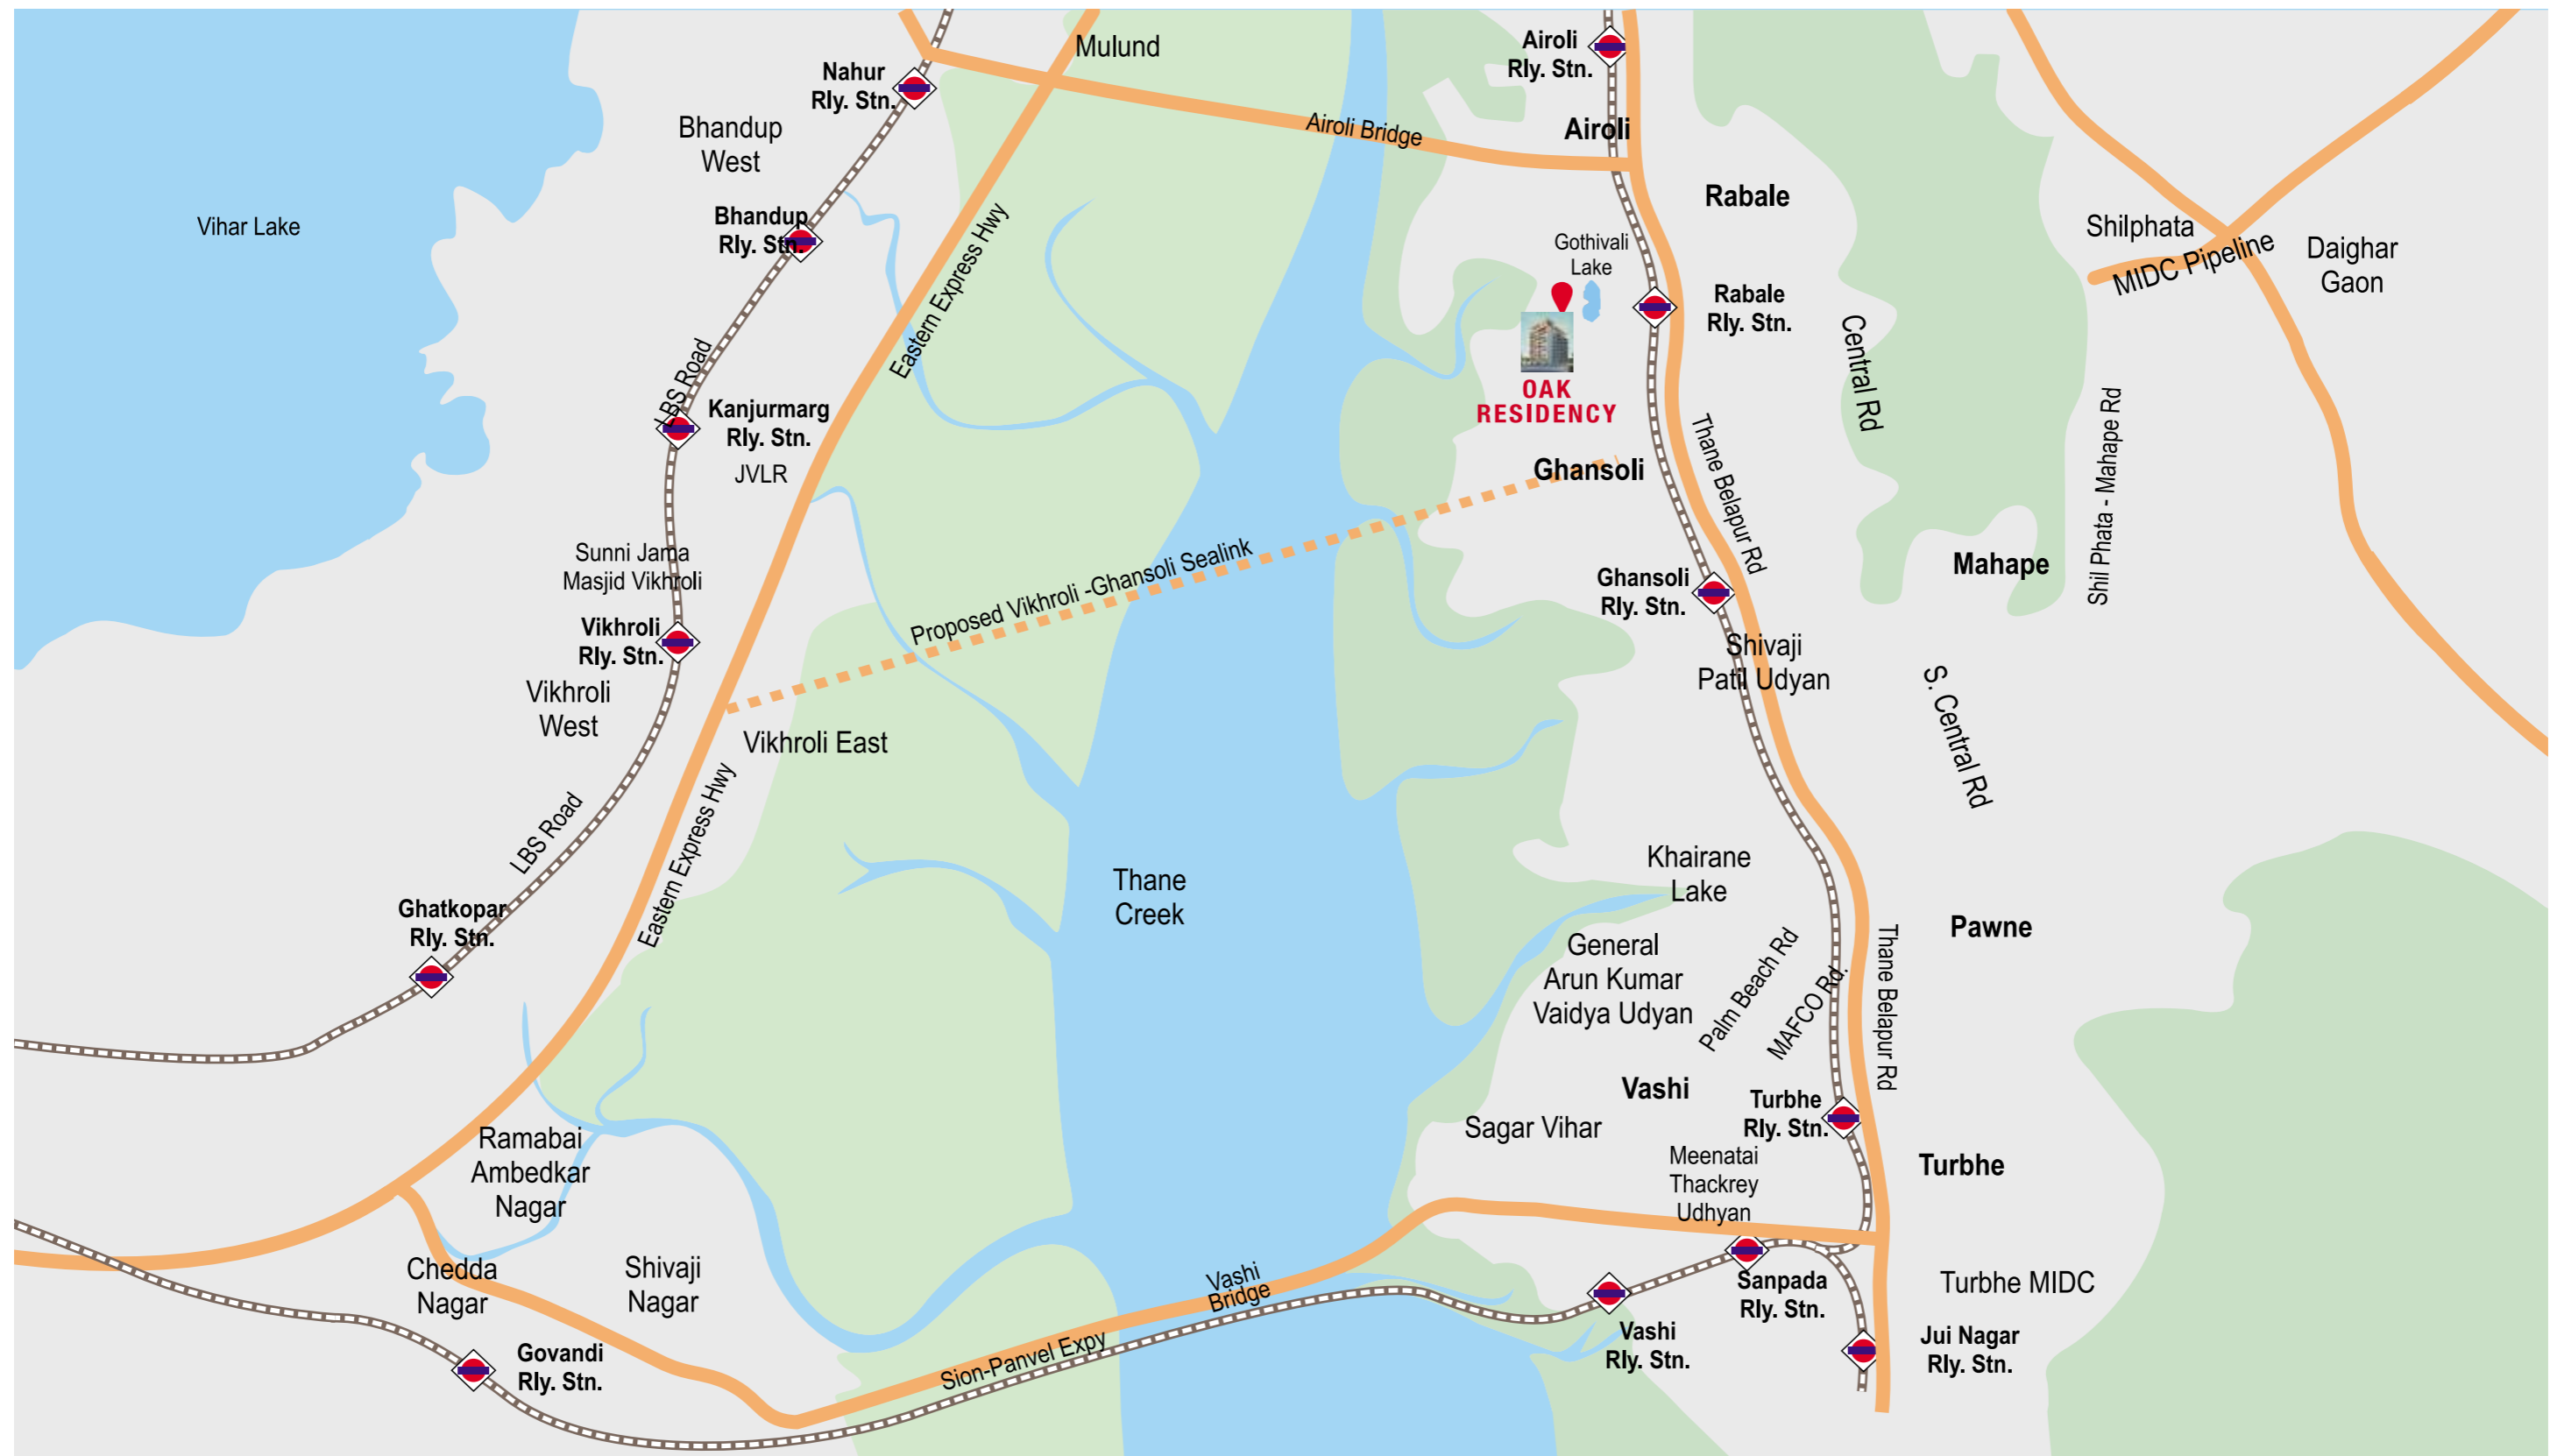 Mulund
Airoli
Rly. Stn.
Nahur
Rly. Stn.
Bhandup
West
Airoli Bridge
Airoli
Rabale
Vihar Lake
Bhandup
Rly. Stn.
Eastern Express Hwy
Gothivali
Lake
Shilphata
MIDC Pipeline
Daighar
Gaon
Rabale
Rly. Stn.
LBS Road
Central Rd
OAK
RESIDENCY
Kanjurmarg
Rly. Stn.
JVLR
Ghansoli
Thane Belapur Rd
Shil Phata - Mahape Rd
Sunni Jama
Masjid Vikhroli
Proposed Vikhroli -Ghansoli Sealink
Mahape
Ghansoli
Rly. Stn.
Vikhroli
Rly. Stn.
Shivaji
Patil Udyan
Vikhroli
West
S. Central Rd
Vikhroli East
LBS Road
Eastern Express Hwy
Thane
Creek
Khairane
Lake
Ghatkopar
Rly. Stn.
Pawne
General
Arun Kumar
Vaidya Udyan
Palm Beach Rd
MAFCO Rd.
Thane Belapur Rd
Vashi
Turbhe
Rly. Stn.
Sagar Vihar
Ramabai
Ambedkar
Nagar
Meenatai
Thackrey
Udhyan
Turbhe
Chedda
Nagar
Shivaji
Nagar
Vashi
Bridge
Sanpada
Rly. Stn.
Turbhe MIDC
Sion-Panvel Expy
Vashi
Rly. Stn.
Jui Nagar
Rly. Stn.
Govandi
Rly. Stn.